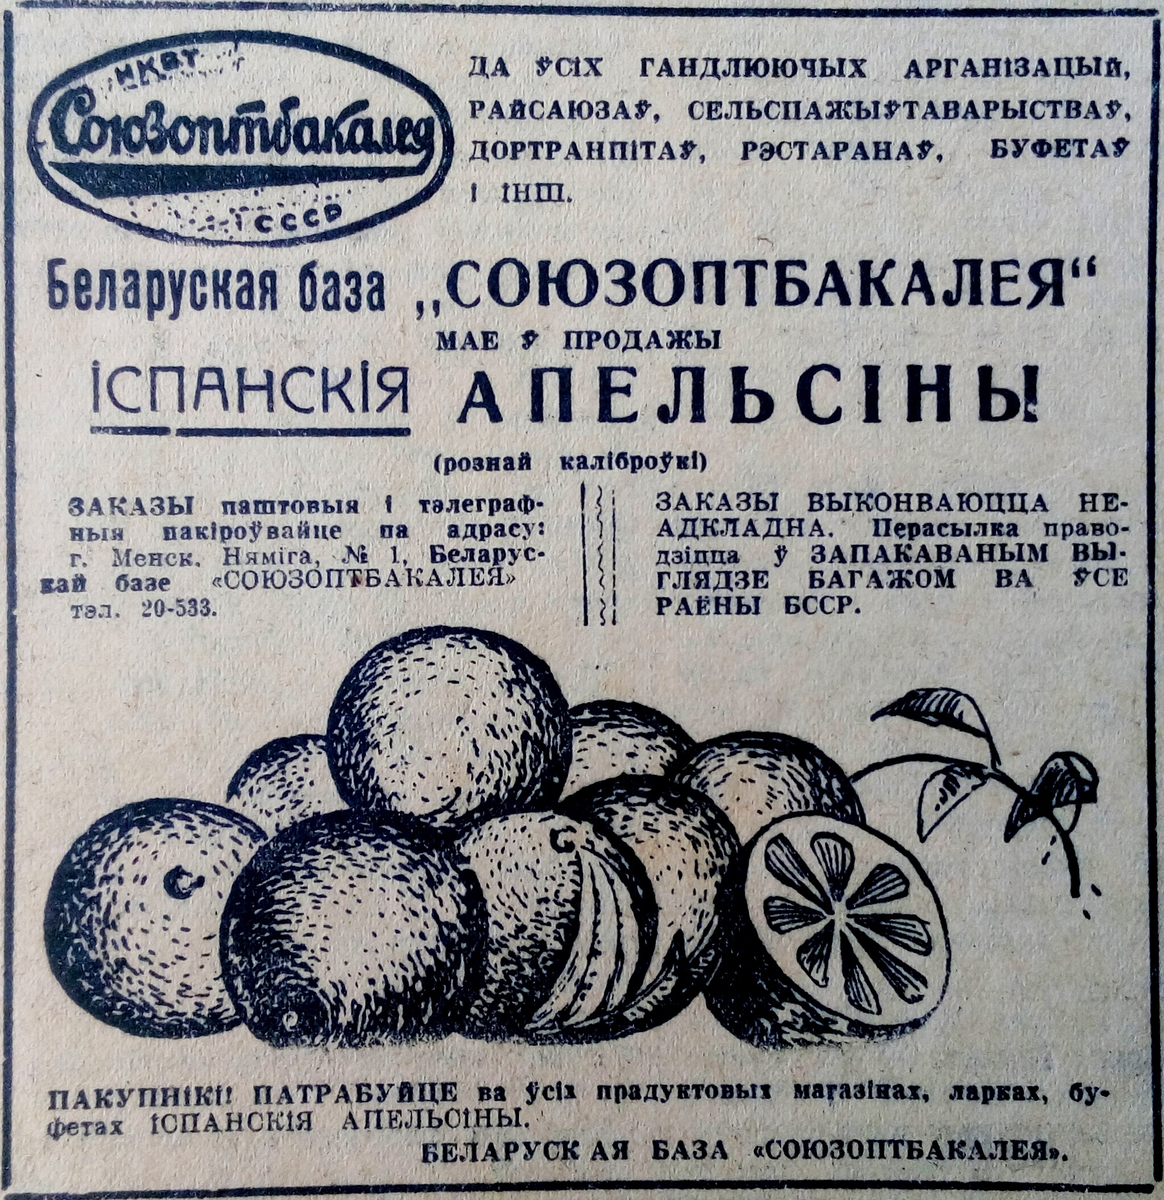 НКВТ
Союзоптбакалея
СССР
ДА ЎСІХ ГАНДЛЮЮЧЫХ АРГАНІЗАЦЫЙ,
РАЙСАЮЗАЎ, СЕЛЬСПАЖЫЎТАВАРЫСТВАЎ,
ДОРТРАНПІТАЎ, РЭСТАРАНАЎ, БУФЕТАЎ
І ІНШ.
Беларуская база „СОЮЗОПТБАКАЛЕЯ“
МАЕ Ў ПРОДАЖЫ
ІСПАНСКІЯ АПЕЛЬСІНЫ!
(рознай каліброўкі)
ЗАКАЗЫ паштовыя і тэлеграф-
ныя пакіроўвайце па адрасу:
г. Менск. Няміга, № 1, Беларус-
кай базе «СОЮЗОПТБАКАЛЕЯ»
тэл. 20-533.
ЗАКАЗЫ ВЫКОНВАЮЦЦА НЕ-
АДКЛАДНА. Перасылка право-
дзіцца ў ЗАПАКАВАНЫМ ВЫ-
ГЛЯДЗЕ БАГАЖОМ ВА ЎСЕ
РАЁНЫ БССР.
ПАКУПНІКІ! ПАТРАБУЙЦЕ ва ўсіх прадуктовых магазінах, ларках, бу-
фетах ІСПАНСКІЯ АПЕЛЬСІНЫ.
БЕЛАРУСК АЯ БАЗА «СОЮЗОПТБАКАЛЕЯ».